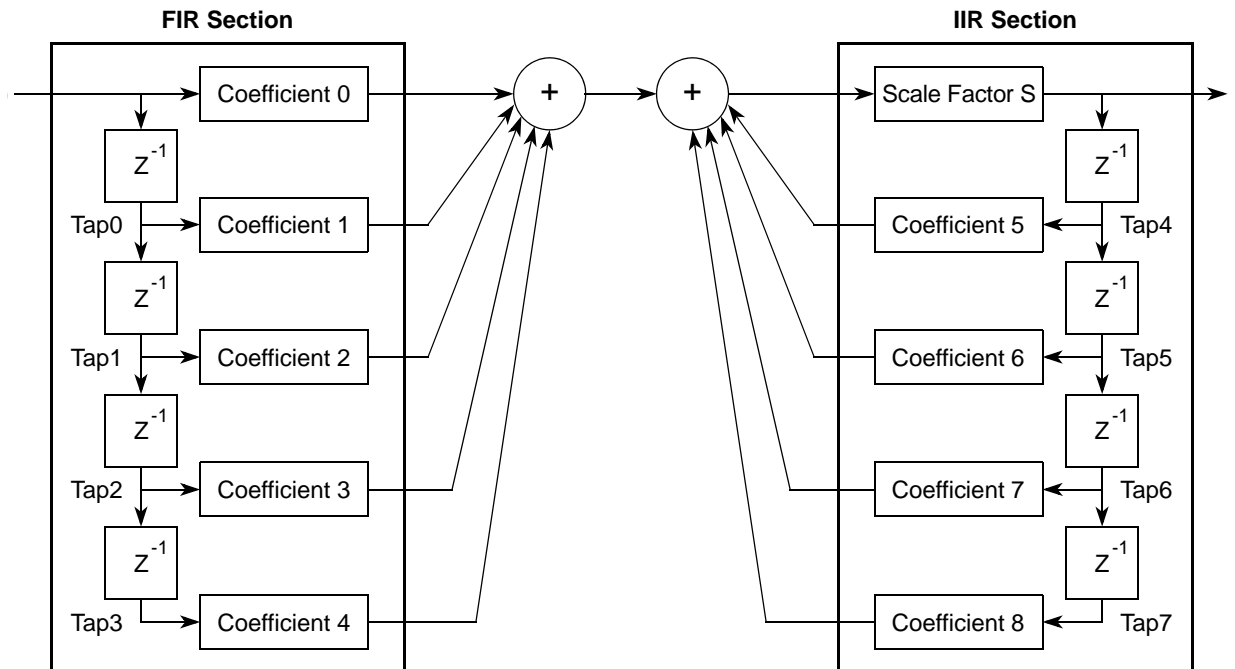 FIR Section
IIR Section
Coefficient 0
+
+
Scale Factor S
Z-1
Z-1
Tap0
Coefficient 1
Coefficient 5
Tap4
Z-1
Z-1
Tap1
Coefficient 2
Coefficient 6
Tap5
Z-1
Z-1
Tap2
Coefficient 3
Coefficient 7
Tap6
Z-1
Z-1
Tap3
Coefficient 4
Coefficient 8
Tap7